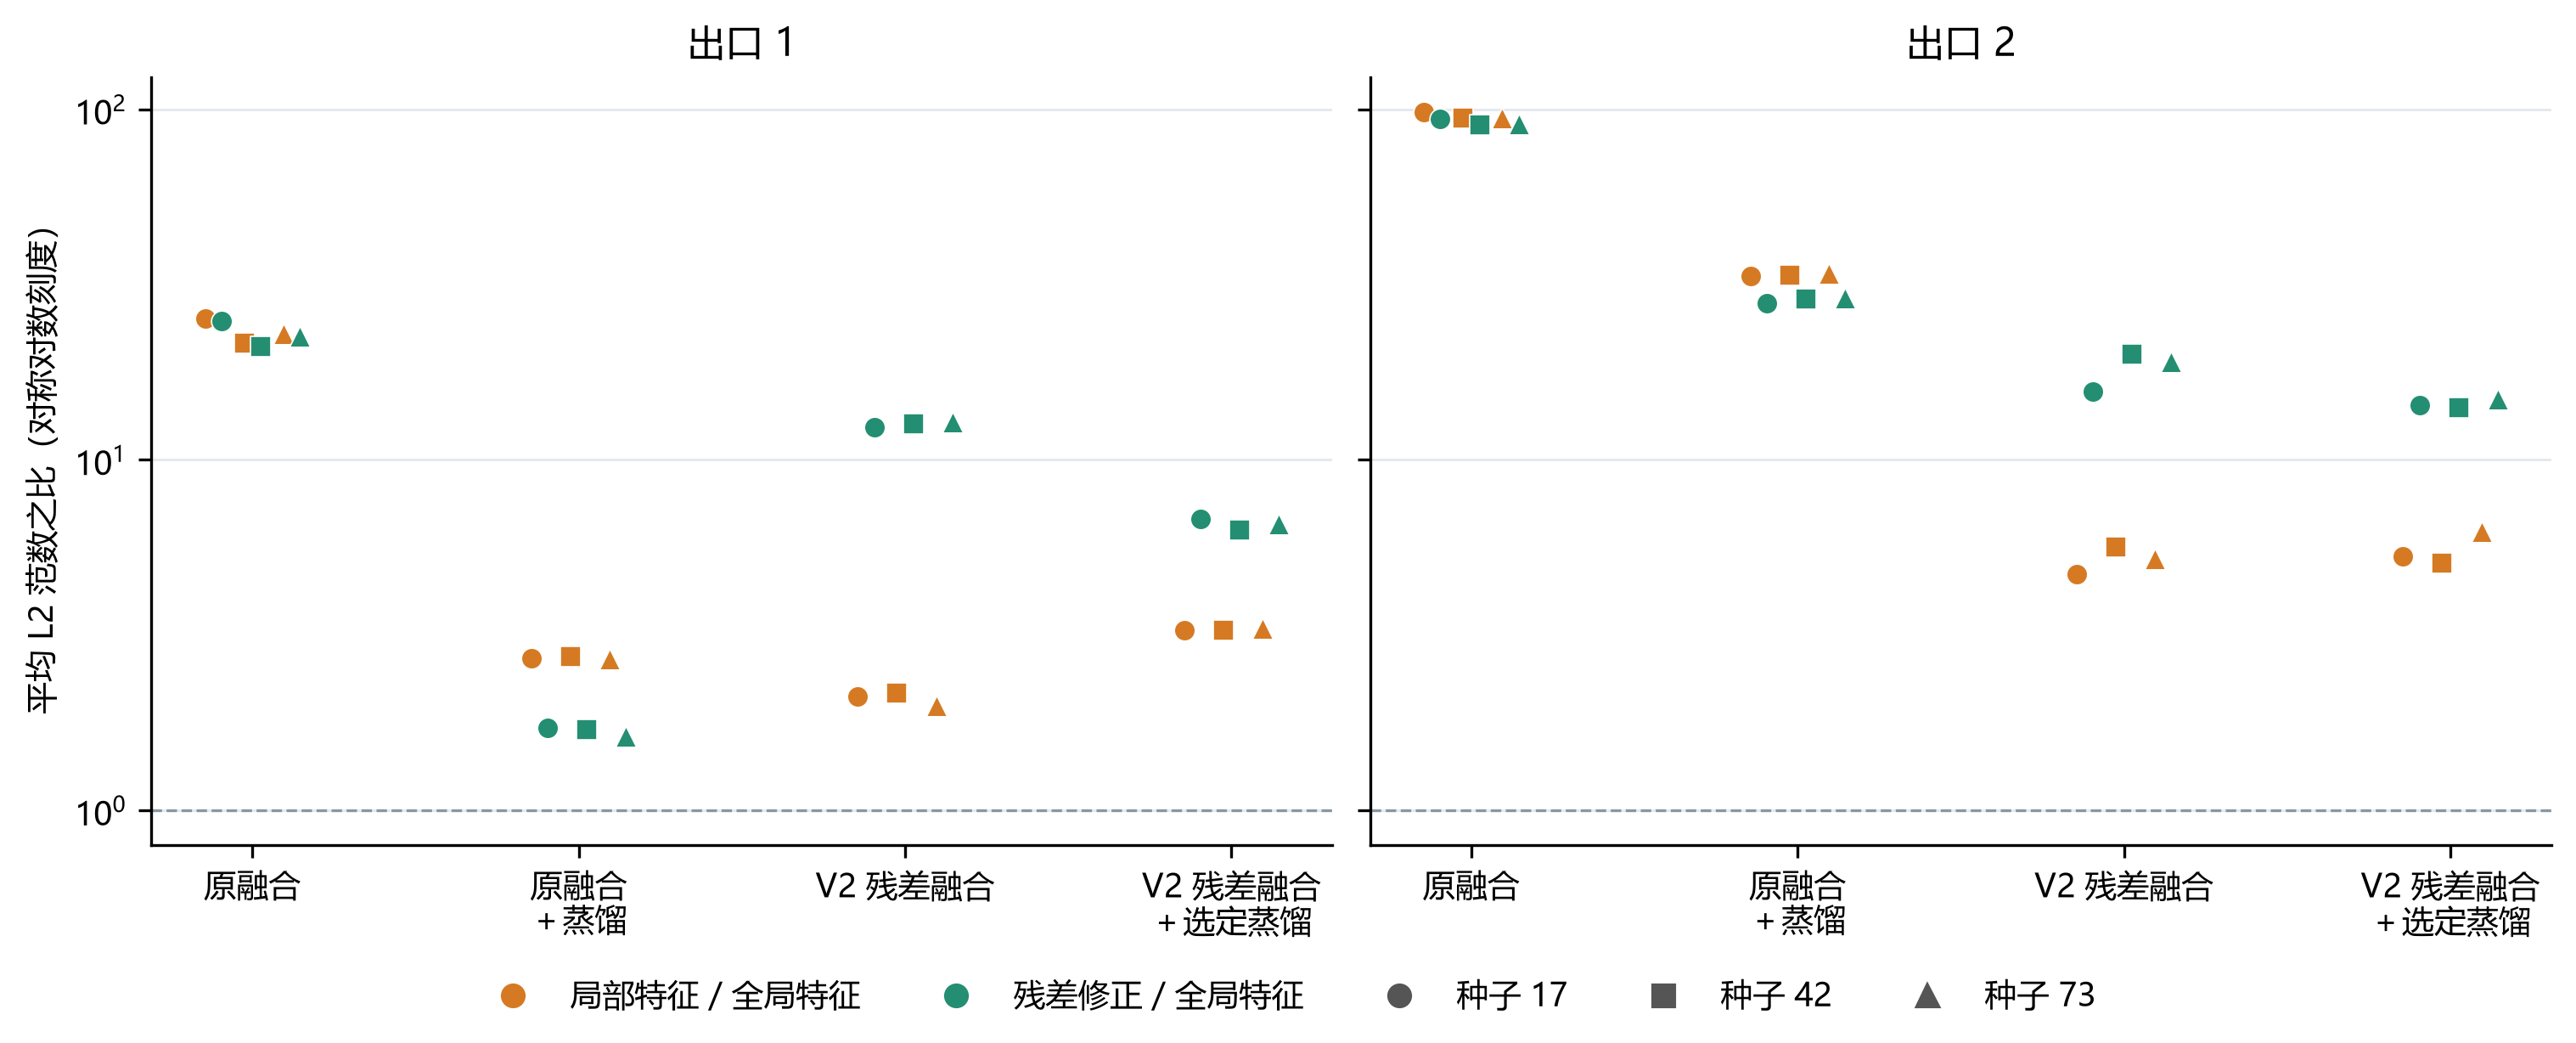 出口 1
出口 2
平均 L2 范数之比（对称对数刻度）
10²
10¹
10⁰
原融合
原融合
+ 蒸馏
V2 残差融合
V2 残差融合
+ 选定蒸馏
原融合
原融合
+ 蒸馏
V2 残差融合
V2 残差融合
+ 选定蒸馏
局部特征 / 全局特征
残差修正 / 全局特征
种子 17
种子 42
种子 73